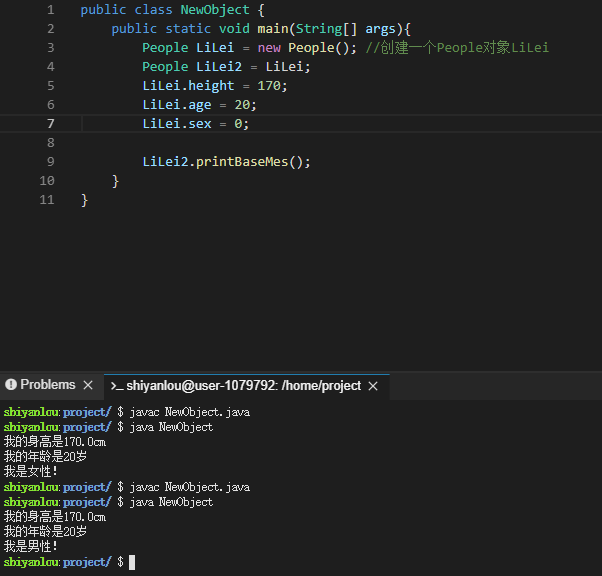 1 public class NewObject {
2 public static void main(String[] args){
3 People LiLei = new People(); //创建一个People对象LiLei
4 People LiLei2 = LiLei;
5 LiLei.height = 170;
6 LiLei.age = 20;
7 LiLei.sex = 0;
8
9 LiLei2.printBaseMes();
10 }
11 }
Problems × >_ shiyanlou@user-1079792: /home/project ×
shiyanlou:project/ $ javac NewObject.java
shiyanlou:project/ $ java NewObject
我的身高是170.0cm
我的年龄是20岁
我是女性!
shiyanlou:project/ $ javac NewObject.java
shiyanlou:project/ $ java NewObject
我的身高是170.0cm
我的年龄是20岁
我是男性!
shiyanlou:project/ $